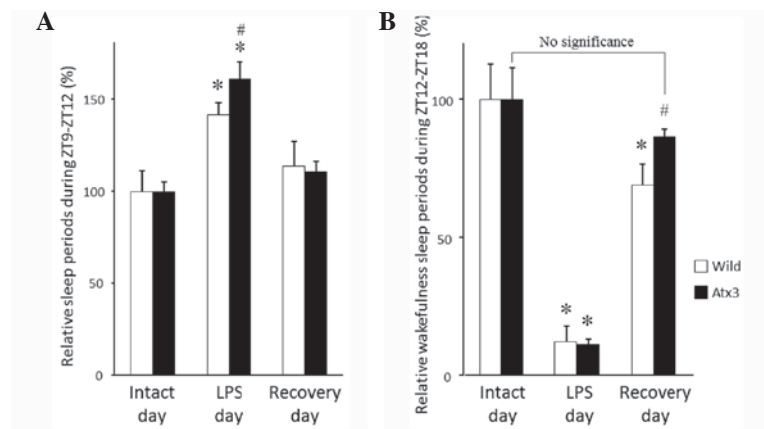 A
Relative sleep periods during ZT9-ZT12 (%)
150
100
50
0
#
*
*
Intact
day
LPS
day
Recovery
day
B
Relative wakefulness sleep periods during ZT12-ZT18 (%)
100
50
0
No significance
*
*
*
#
Wild
Atx3
Intact
day
LPS
day
Recovery
day